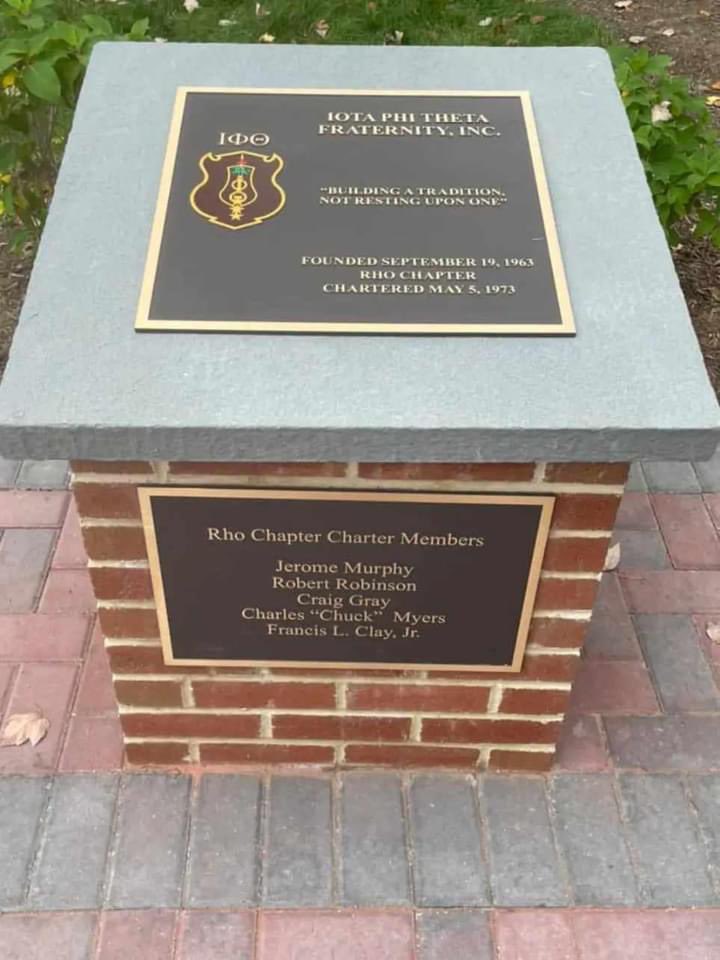 IOTA PHI THETA
FRATERNITY, INC.
ΙΦΘ
ΙΦΘ
"BUILDING A TRADITION,
NOT RESTING UPON ONE"
FOUNDED SEPTEMBER 19, 1963
RHO CHAPTER
CHARTERED MAY 5, 1973
Rho Chapter Charter Members
Jerome Murphy
Robert Robinson
Craig Gray
Charles "Chuck" Myers
Francis L. Clay, Jr.